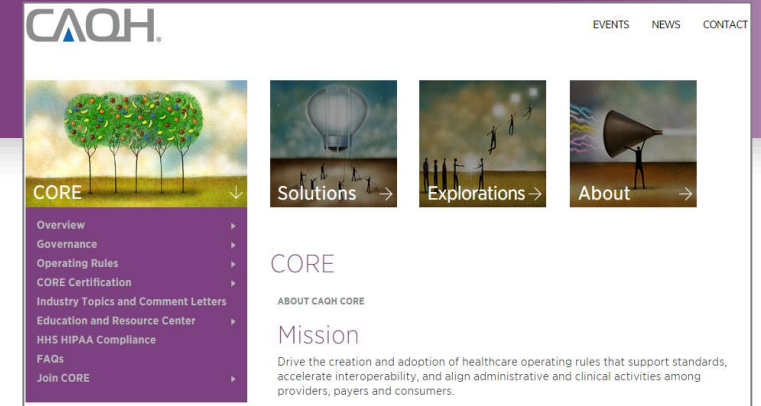 CAQH®
EVENTS NEWS CONTACT
CORE
Solutions
Explorations
About
Overview
Governance
Operating Rules
CORE Certification
Industry Topics and Comment Letters
Education and Resource Center
HHS HIPAA Compliance
FAQs
Join CORE
CORE
ABOUT CAQH CORE
Mission
Drive the creation and adoption of healthcare operating rules that support standards,
accelerate interoperability, and align administrative and clinical activities among
providers, payers and consumers.